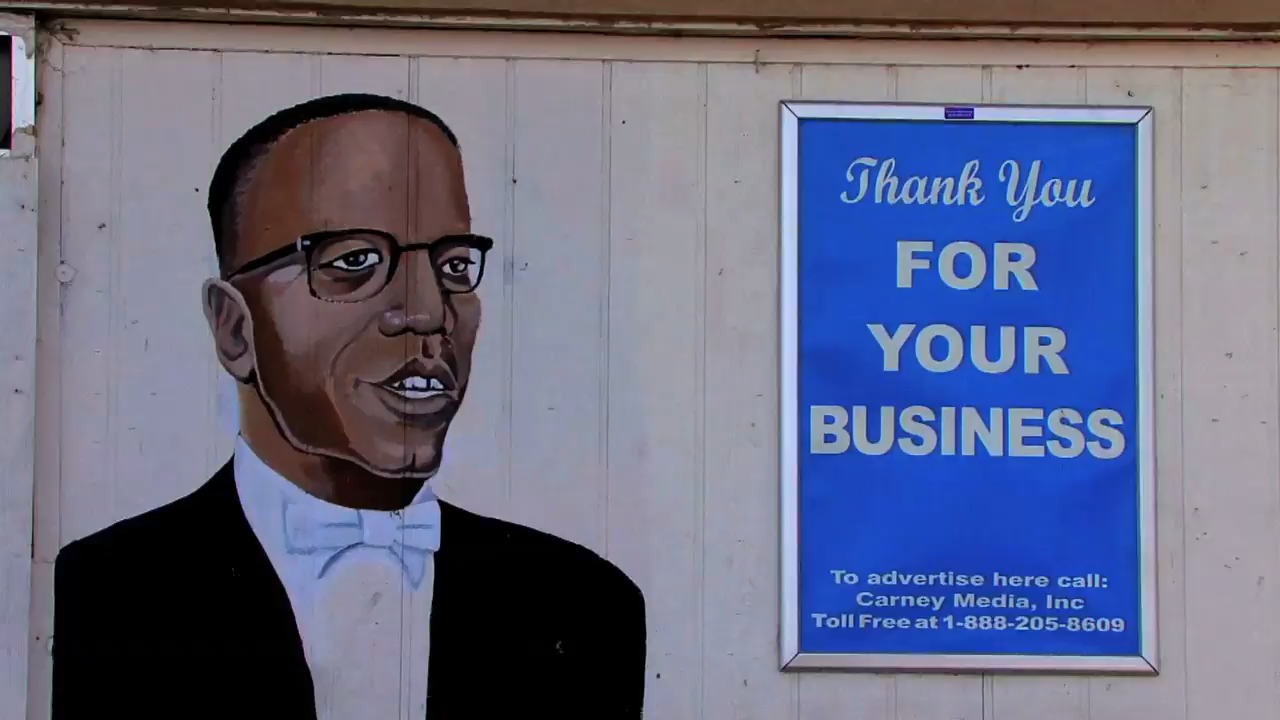 Thank You
FOR
YOUR
BUSINESS
To advertise here call:
Carney Media, Inc
Toll Free at 1-888-205-8609